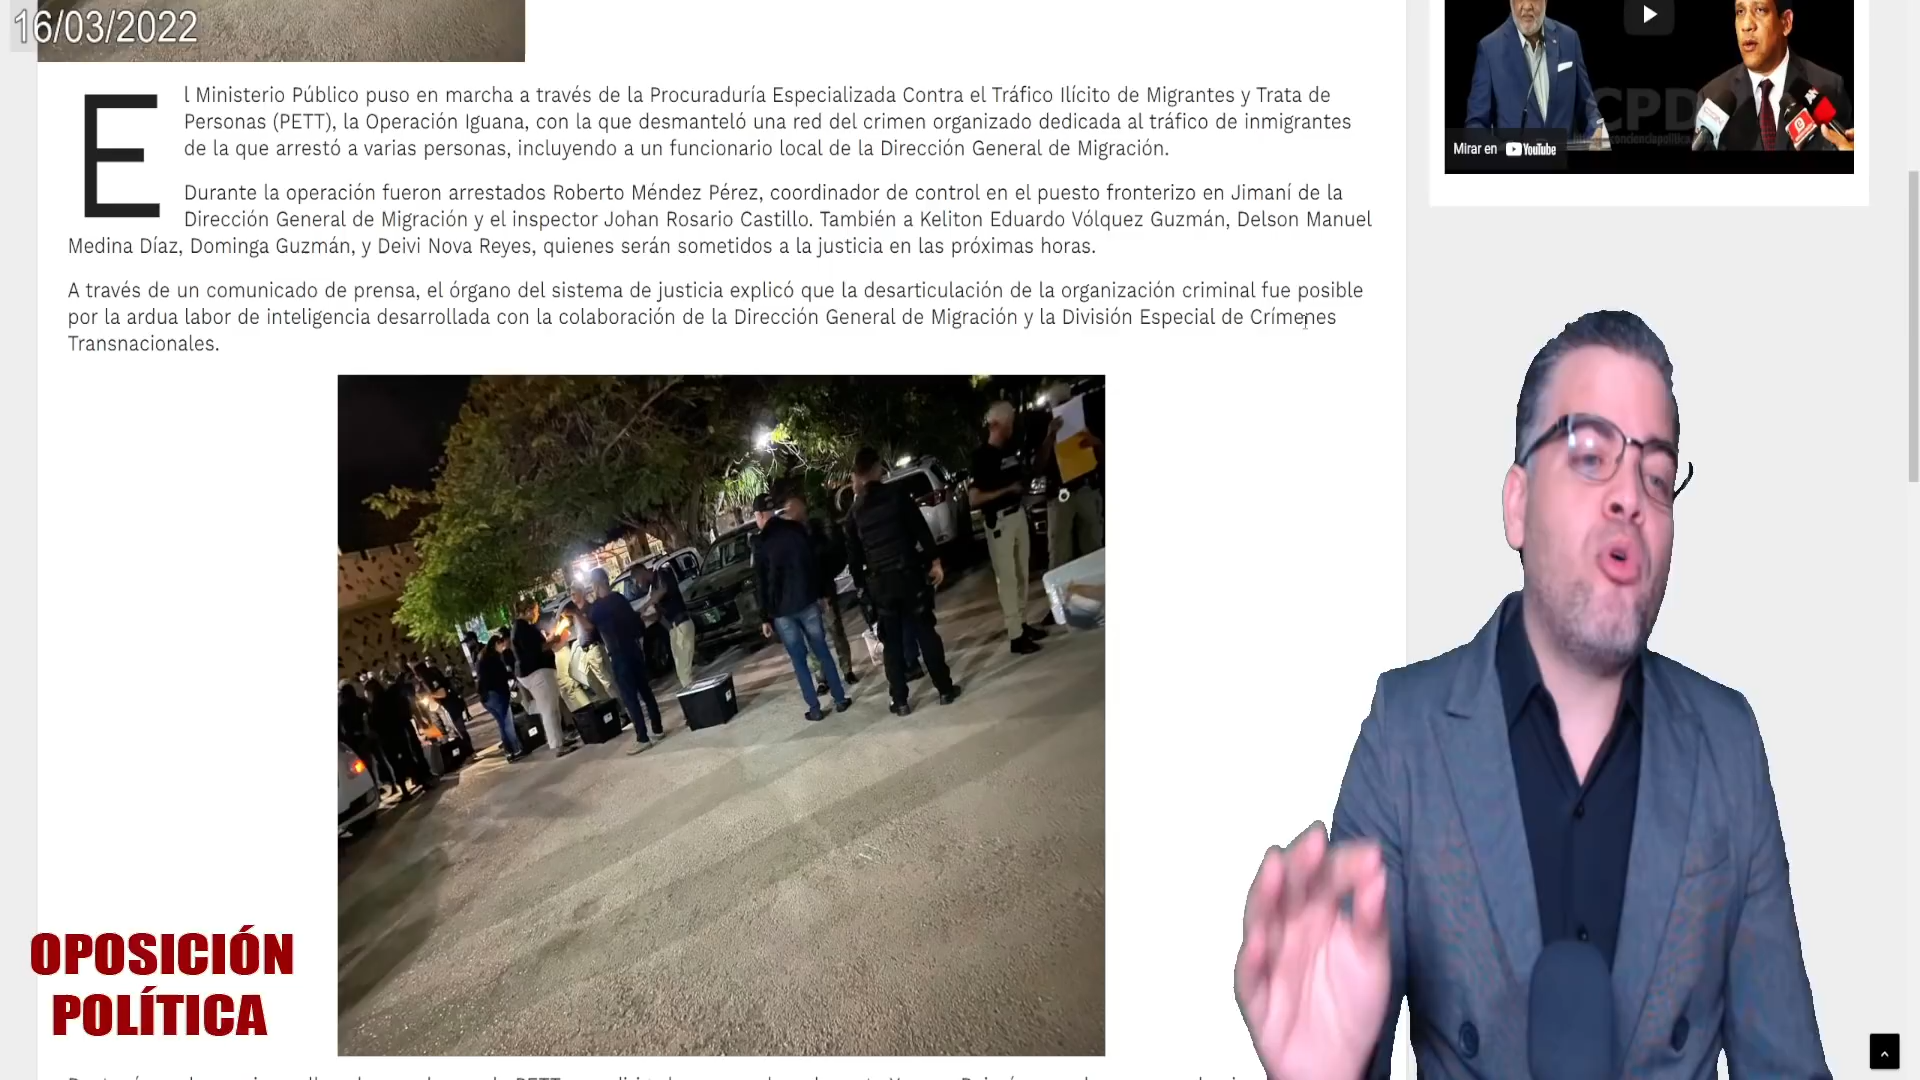 16/03/2022
El Ministerio Público puso en marcha a través de la Procuraduría Especializada Contra el Tráfico Ilícito de Migrantes y Trata de
Personas (PETT), la Operación Iguana, con la que desmanteló una red del crimen organizado dedicada al tráfico de inmigrantes
de la que arrestó a varias personas, incluyendo a un funcionario local de la Dirección General de Migración.
Durante la operación fueron arrestados Roberto Méndez Pérez, coordinador de control en el puesto fronterizo en Jimaní de la
Dirección General de Migración y el inspector Johan Rosario Castillo. También a Keliton Eduardo Vólquez Guzmán, Delson Manuel
Medina Díaz, Dominga Guzmán, y Deivi Nova Reyes, quienes serán sometidos a la justicia en las próximas horas.
A través de un comunicado de prensa, el órgano del sistema de justicia explicó que la desarticulación de la organización criminal fue posible
por la ardua labor de inteligencia desarrollada con la colaboración de la Dirección General de Migración y la División Especial de Crímenes
Transnacionales.
CPD
Mirar en YouTube
OPOSICIÓN
POLÍTICA